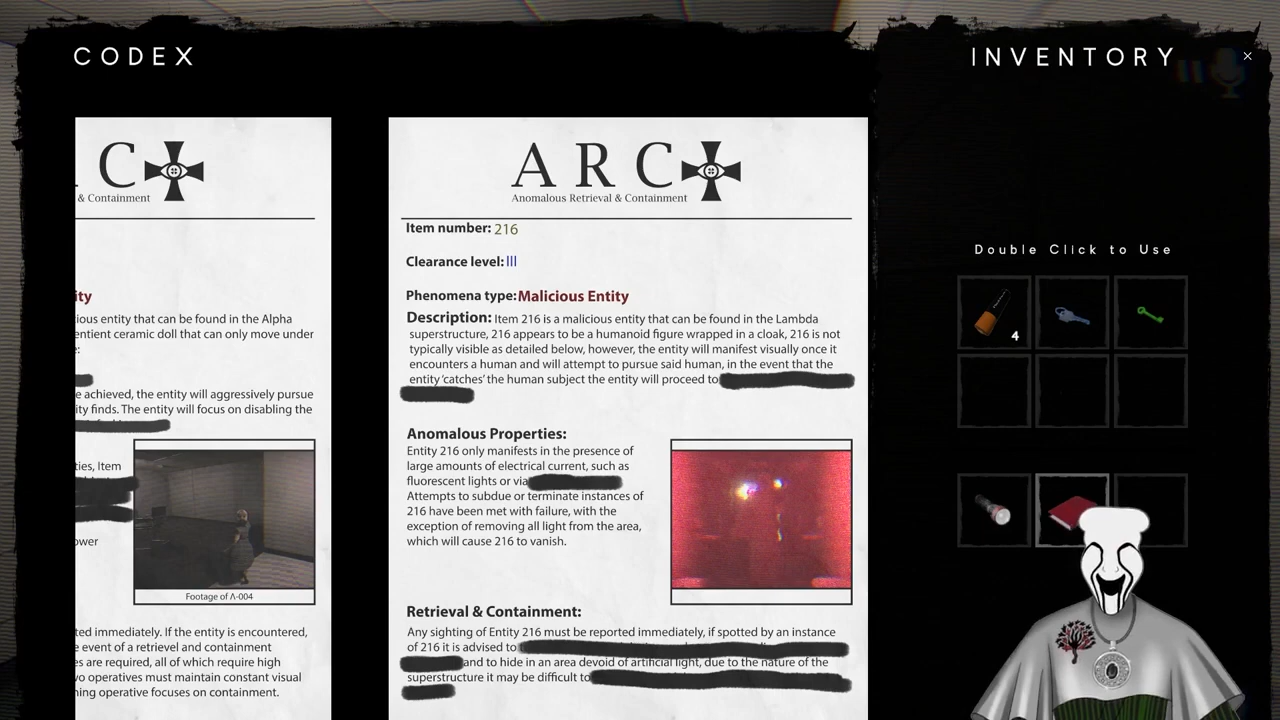 CODEX
INVENTORY
C
& Containment
ity
cious entity that can be found in the Alpha
entient ceramic doll that can only move under
e:
e achieved, the entity will aggressively pursue
ity finds. The entity will focus on disabling the
ties, Item
ower
Footage of Λ-004
ted immediately. If the entity is encountered,
e event of a retrievel and containment
es are required, all of which require high
wo operatives must maintain constant visual
ning operative focuses on containment.
ARC
Anomalous Retrieval & Containment
Item number: 216
Clearance level: III
Phenomena type: Malicious Entity
Description: Item 216 is a malicious entity that can be found in the Lambda
superstructure, 216 appears to be a humanoid figure wrapped in a cloak, 216 is not
typically visible as detailed below, however, the entity will manifest visually once it
encounters a human and will attempt to pursue said human, in the event that the
entity 'catches' the human subject the entity will proceed to
Anomalous Properties:
Entity 216 only manifests in the presence of
large amounts of electrical current, such as
fluorescent lights or via
Attempts to subdue or terminate instances of
216 have been met with failure, with the
exception of removing all light from the area,
which will cause 216 to vanish.
Retrieval & Containment:
Any sighting of Entity 216 must be reported immediately, if spotted by an instance
of 216 it is advised to
and to hide in an area devoid of artificial light, due to the nature of the
superstructure it may be difficult to
Double Click to Use
4